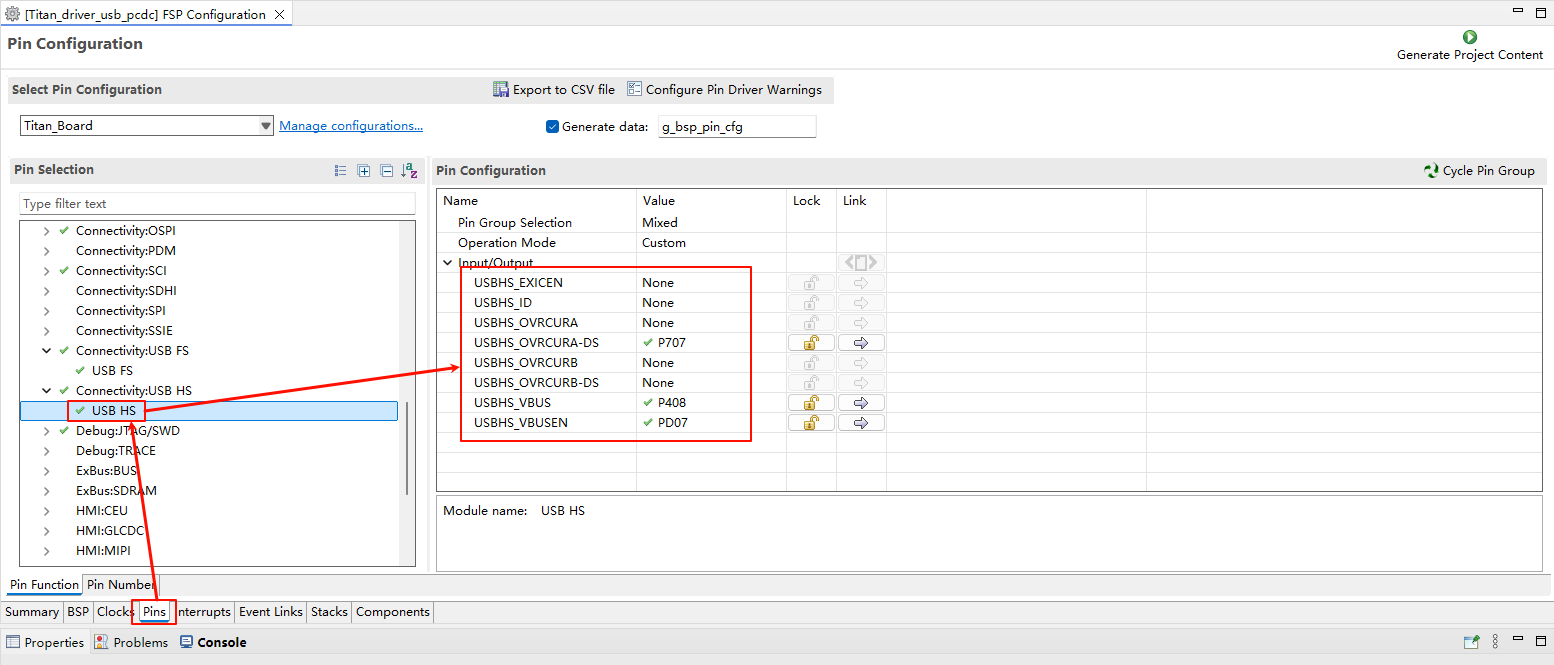 [Titan_driver_usb_pcdc] FSP Configuration
Pin Configuration
Generate Project Content
Select Pin Configuration
Export to CSV file
Configure Pin Driver Warnings
Titan_Board
Manage configurations...
Generate data:
g_bsp_pin_cfg
Pin Selection
Type filter text
Connectivity:OSPI
Connectivity:PDM
Connectivity:SCI
Connectivity:SDHI
Connectivity:SPI
Connectivity:SSIE
Connectivity:USB FS
USB FS
Connectivity:USB HS
USB HS
Debug:JTAG/SWD
Debug:TRACE
ExBus:BUS
ExBus:SDRAM
HMI:CEU
HMI:GLCDC
HMI:MIPI
Pin Configuration
Cycle Pin Group
Name Value Lock Link
Pin Group Selection Mixed
Operation Mode Custom
Input/Output
USBHS_EXICEN None
USBHS_ID None
USBHS_OVRCURA None
USBHS_OVRCURA-DS P707
USBHS_OVRCURB None
USBHS_OVRCURB-DS None
USBHS_VBUS P408
USBHS_VBUSEN PD07
Module name: USB HS
Pin Function Pin Number
Summary BSP Clocks Pins nterrupts Event Links Stacks Components
Properties Problems Console